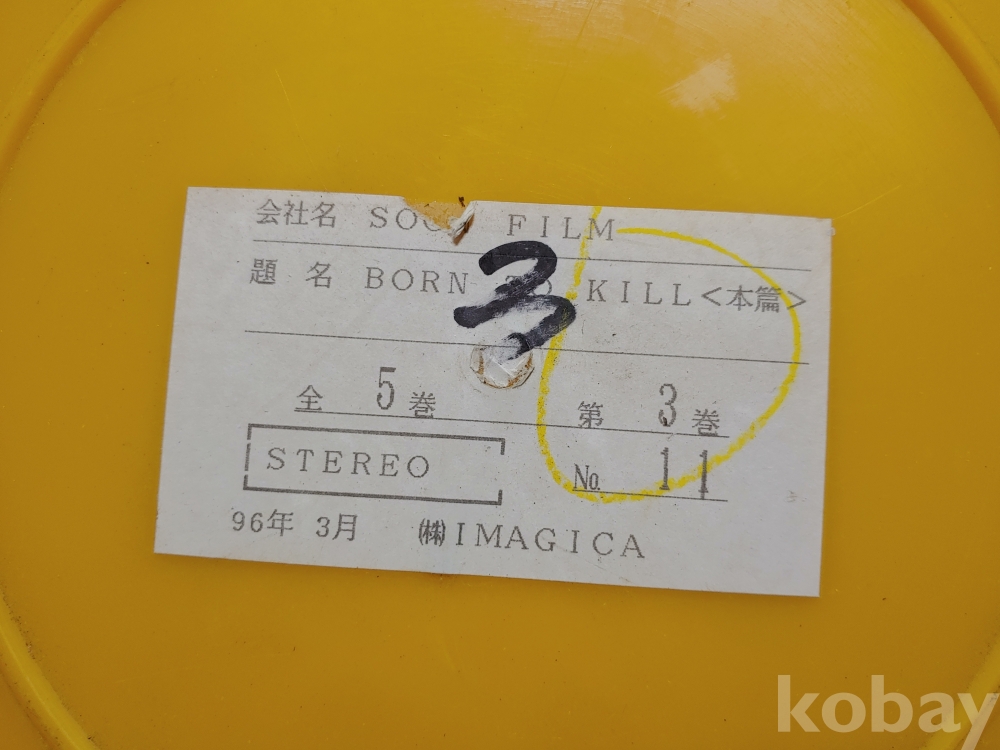 会社名 FILM
題 名 BORN TO KILL<本篇>
3
全 5 巻 第 3 巻
STEREO No. 11
96年 3月 ㈱IMAGICA
kobay